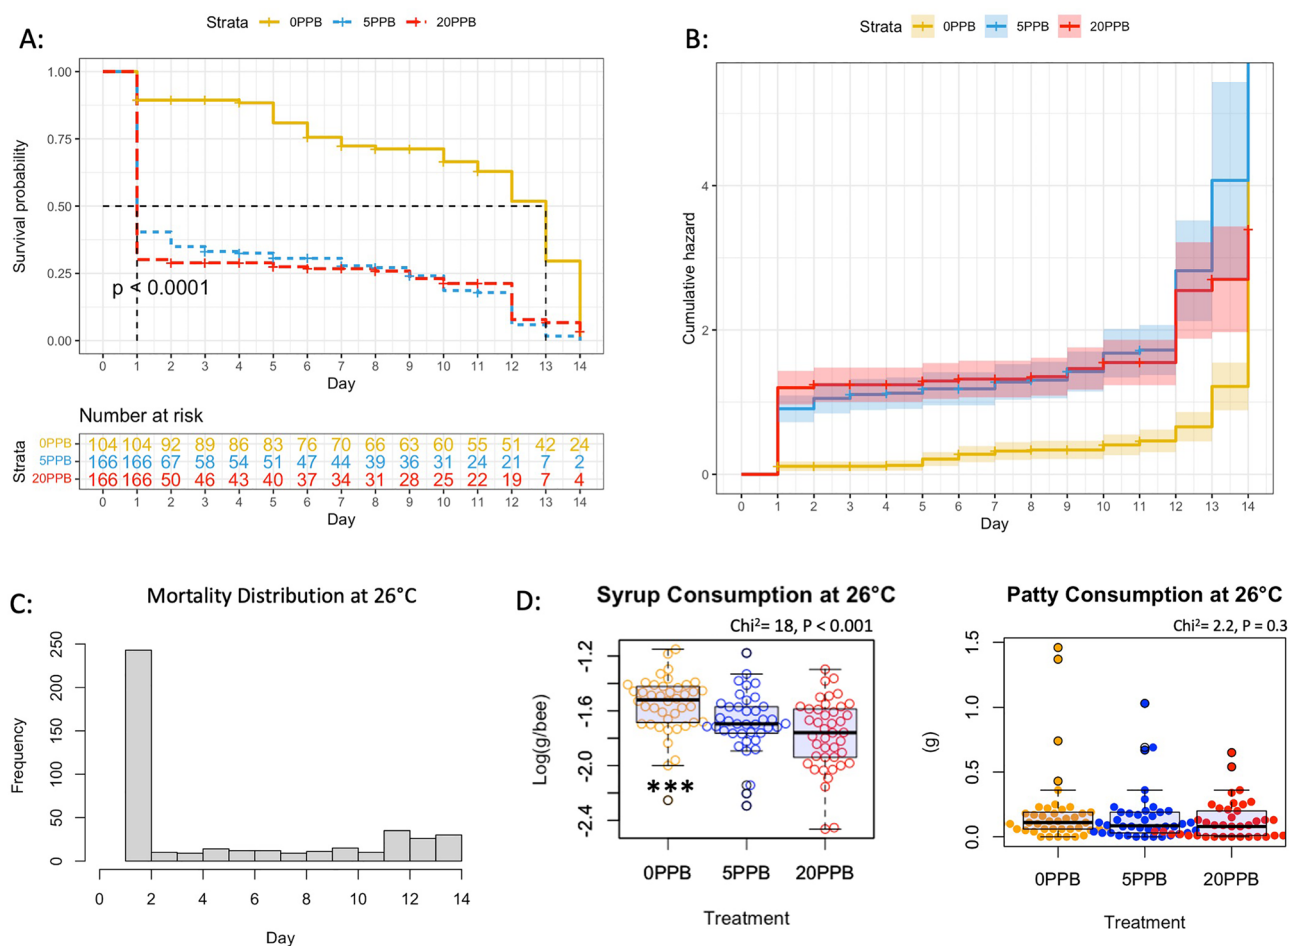 Strata 0PPB 5PPB 20PPB
A:
1.00
0.75
0.50
0.25
0.00
Survival probability
p < 0.0001
0 1 2 3 4 5 6 7 8 9 10 11 12 13 14
Day
Number at risk
Strata
0PPB 104 104 92 89 86 83 76 70 66 63 60 55 51 42 24
5PPB 166 166 67 58 54 51 47 44 39 36 31 24 21 7 2
20PPB 166 166 50 46 43 40 37 34 31 28 25 22 19 7 4
0 1 2 3 4 5 6 7 8 9 10 11 12 13 14
Day
Strata 0PPB 5PPB 20PPB
B:
4
2
0
Cumulative hazard
0 1 2 3 4 5 6 7 8 9 10 11 12 13 14
Day
C:
Mortality Distribution at 26°C
250
200
150
100
50
0
Frequency
0 2 4 6 8 10 12 14
Day
D:
Syrup Consumption at 26°C
Chi²= 18, P < 0.001
-1.2
-1.6
-2.0
-2.4
Log(g/bee)
***
0PPB 5PPB 20PPB
Treatment
Patty Consumption at 26°C
Chi²= 2.2, P = 0.3
1.5
1.0
0.5
0.0
(g)
0PPB 5PPB 20PPB
Treatment